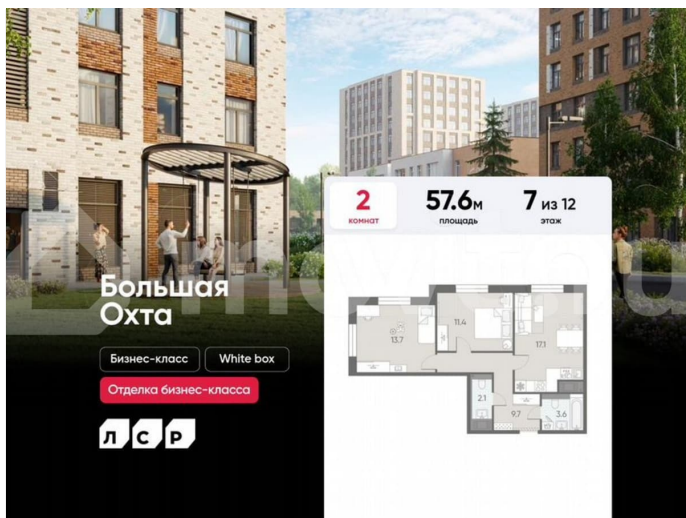 2
комнат
57.6м
площадь
7 из 12
этаж
Большая
Охта
Бизнес-класс
White box
Отделка бизнес-класса
ЛСР
13.7
11.4
17.1
2.1
9.7
3.6